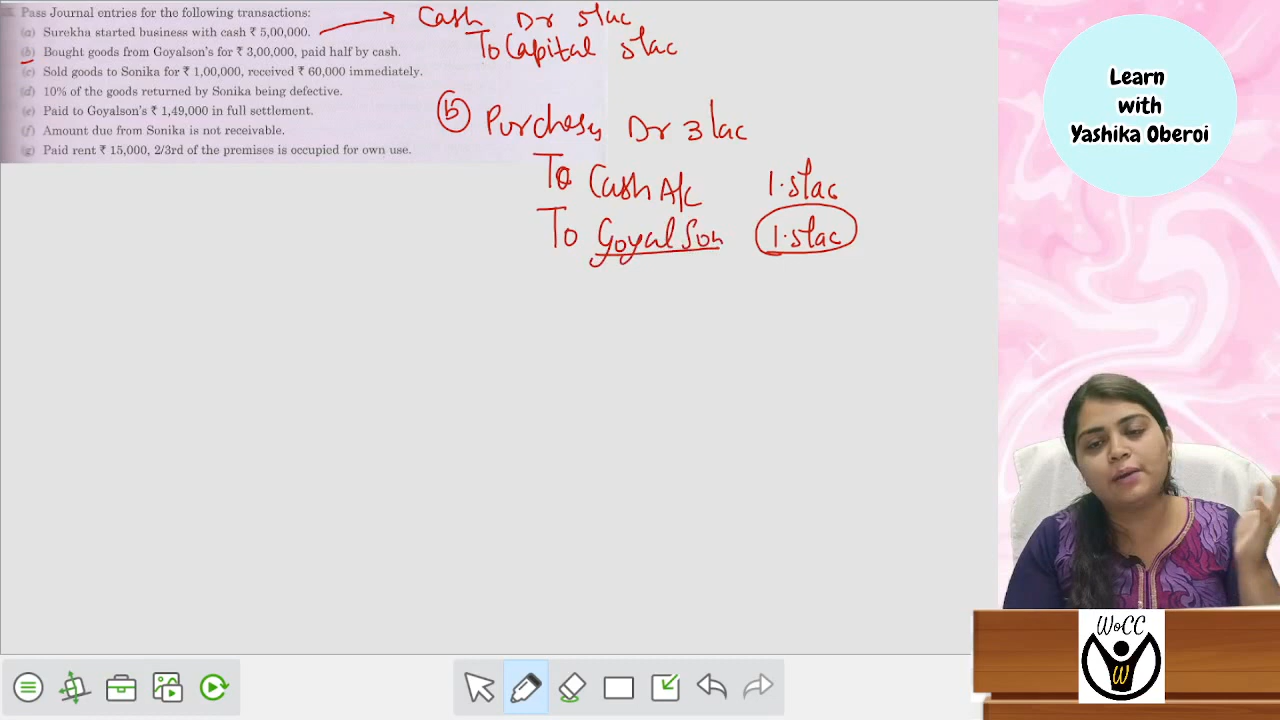 Pass Journal entries for the following transactions:
(a) Surekha started business with cash ₹ 5,00,000.
(b) Bought goods from Goyalson's for ₹ 3,00,000, paid half by cash.
(c) Sold goods to Sonika for ₹ 1,00,000, received ₹ 60,000 immediately.
(d) 10% of the goods returned by Sonika being defective.
(e) Paid to Goyalson's ₹ 1,49,000 in full settlement.
(f) Amount due from Sonika is not receivable.
(g) Paid rent ₹ 15,000, 2/3rd of the premises is occupied for own use.
Cash Dr 5lac
To Capital 5lac
(b) Purchases Dr 3 lac
To Cash A/c 1.5lac
To Goyal Son 1.5lac
Learn
with
Yashika Oberoi
WoCC
W